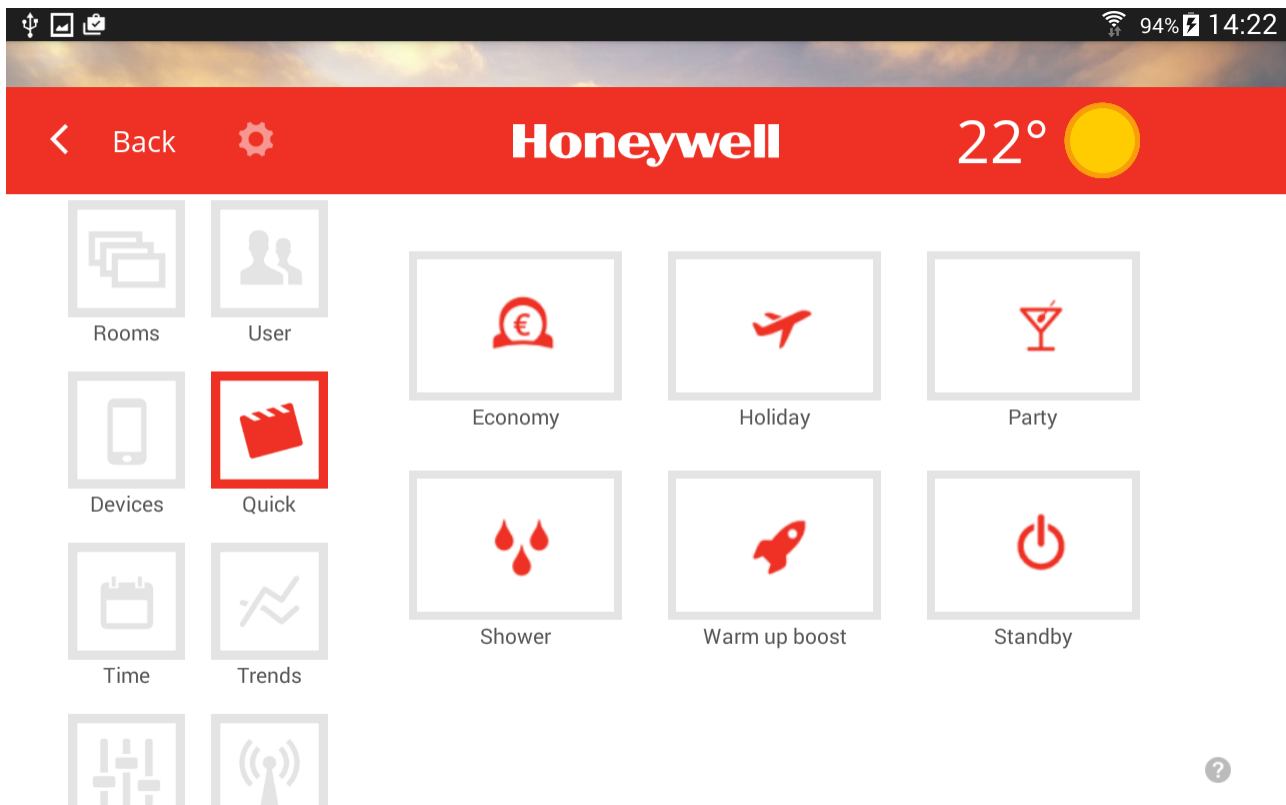 94% 14:22
Back Honeywell 22°
Rooms User
€
Economy Holiday Party
Devices Quick
Shower Warm up boost Standby
Time Trends
?